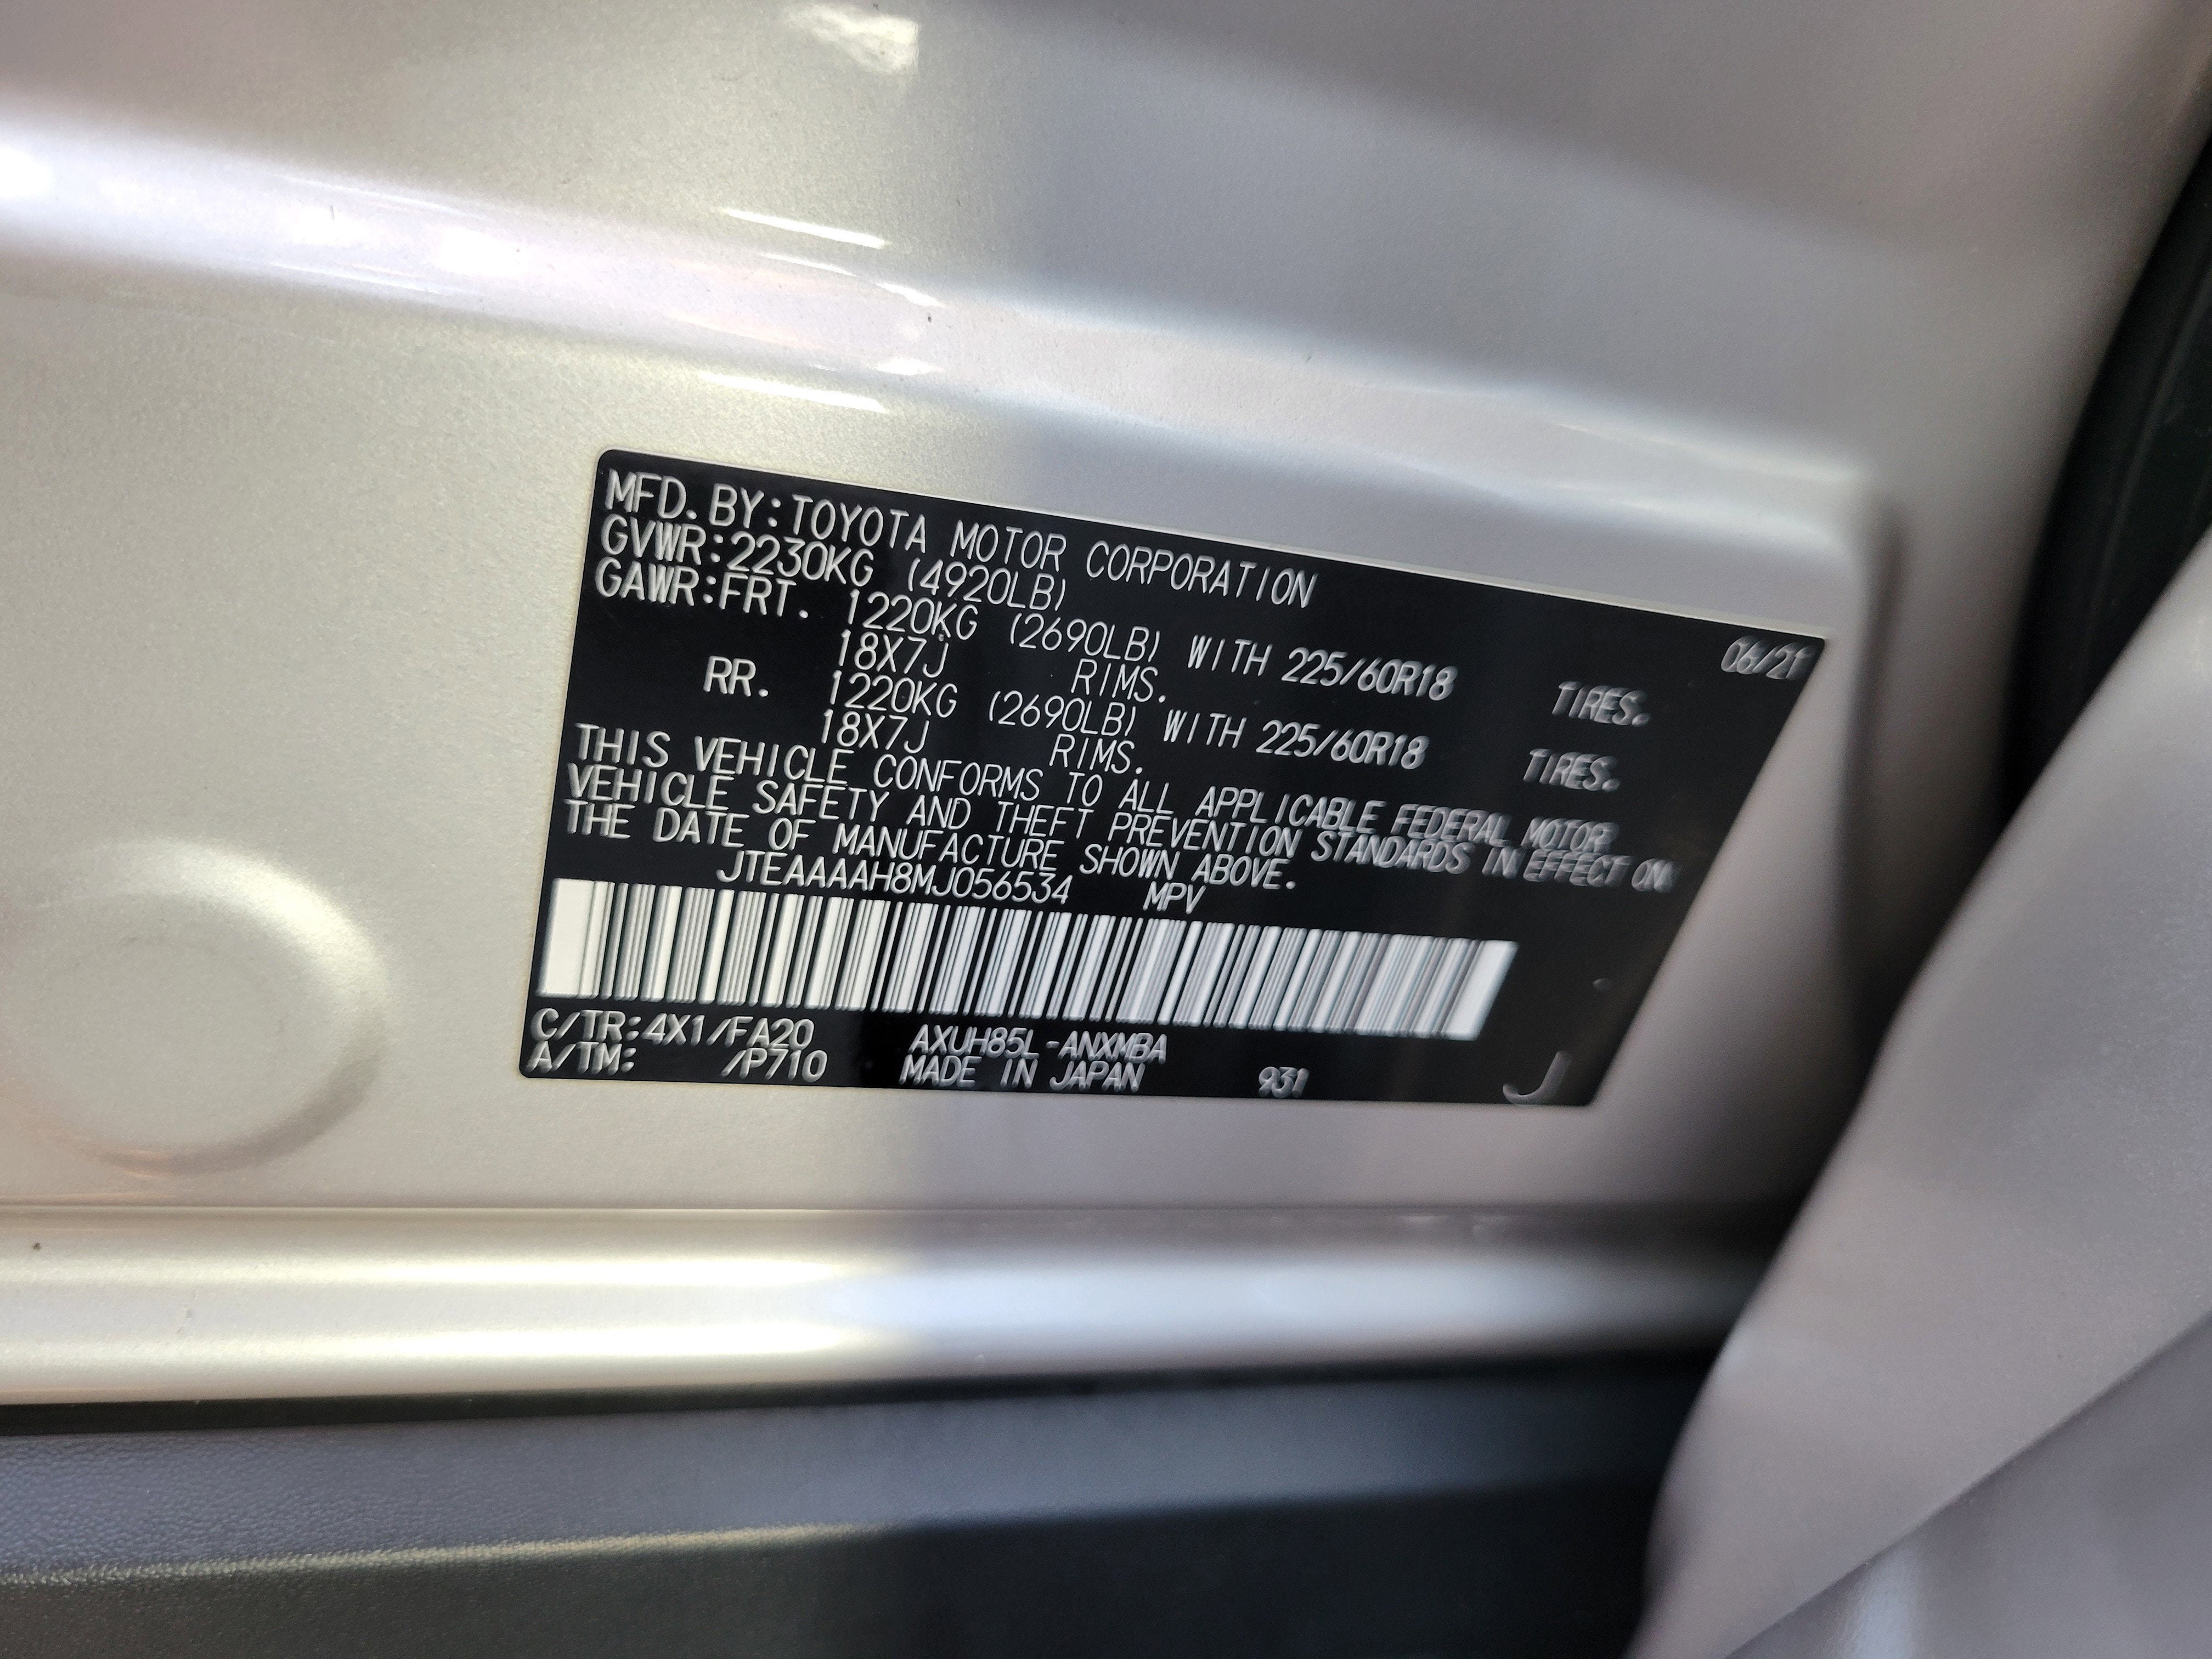 MFD. BY:TOYOTA MOTOR CORPORATION
06/21
GVWR:2230KG (4920LB)
GAWR:FRT. 1220KG (2690LB) WITH 225/60R18 TIRES.
18X7J RIMS.
RR. 1220KG (2690LB) WITH 225/60R18 TIRES.
18X7J RIMS.
THIS VEHICLE CONFORMS TO ALL APPLICABLE FEDERAL MOTOR
VEHICLE SAFETY AND THEFT PREVENTION STANDARDS IN EFFECT ON
THE DATE OF MANUFACTURE SHOWN ABOVE.
JTEAAAAH8MJ056534 MPV
C/TR:4X1/FA20 AXUH85L-ANXMBA
A/TM: /P710 MADE IN JAPAN 931 J